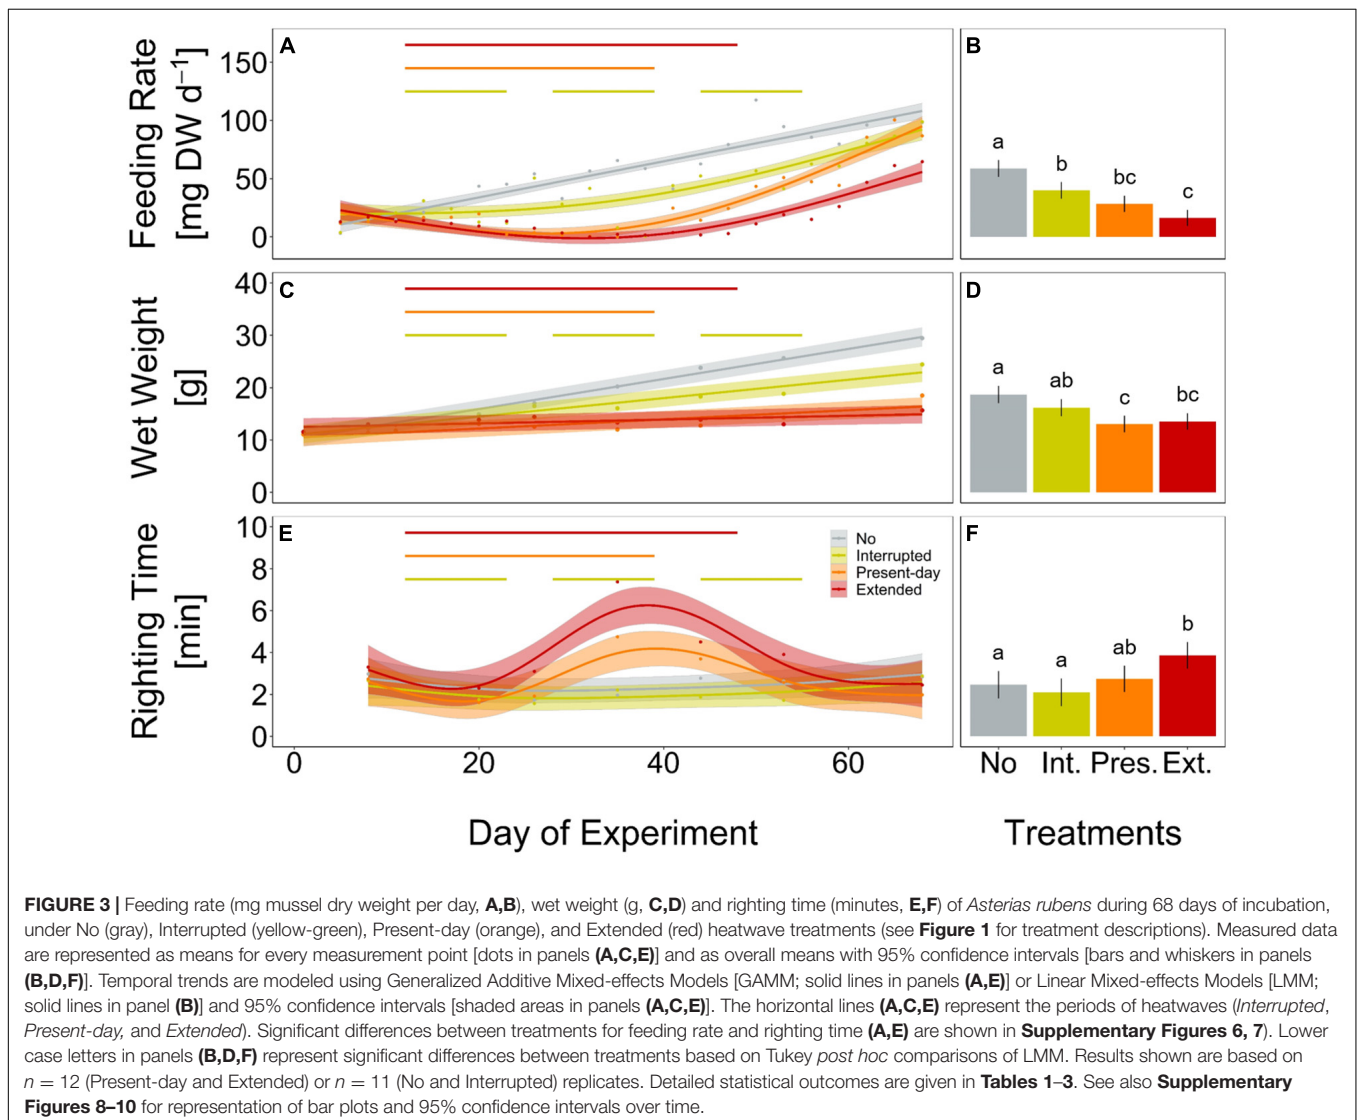 A
B
Feeding Rate
[mg DW d⁻¹]
150
100
50
0
a
b
bc
c
C
D
Wet Weight
[g]
40
30
20
10
0
a
ab
c
bc
E
F
Righting Time
[min]
10
8
6
4
2
0
No
Interrupted
Present-day
Extended
a
a
ab
b
0 20 40 60
No Int. Pres. Ext.
Day of Experiment
Treatments
FIGURE 3 | Feeding rate (mg mussel dry weight per day, A,B), wet weight (g, C,D) and righting time (minutes, E,F) of Asterias rubens during 68 days of incubation,
under No (gray), Interrupted (yellow-green), Present-day (orange), and Extended (red) heatwave treatments (see Figure 1 for treatment descriptions). Measured data
are represented as means for every measurement point [dots in panels (A,C,E)] and as overall means with 95% confidence intervals [bars and whiskers in panels
(B,D,F)]. Temporal trends are modeled using Generalized Additive Mixed-effects Models [GAMM; solid lines in panels (A,E)] or Linear Mixed-effects Models [LMM;
solid lines in panel (B)] and 95% confidence intervals [shaded areas in panels (A,C,E)]. The horizontal lines (A,C,E) represent the periods of heatwaves (Interrupted,
Present-day, and Extended). Significant differences between treatments for feeding rate and righting time (A,E) are shown in Supplementary Figures 6, 7). Lower
case letters in panels (B,D,F) represent significant differences between treatments based on Tukey post hoc comparisons of LMM. Results shown are based on
n = 12 (Present-day and Extended) or n = 11 (No and Interrupted) replicates. Detailed statistical outcomes are given in Tables 1–3. See also Supplementary
Figures 8–10 for representation of bar plots and 95% confidence intervals over time.